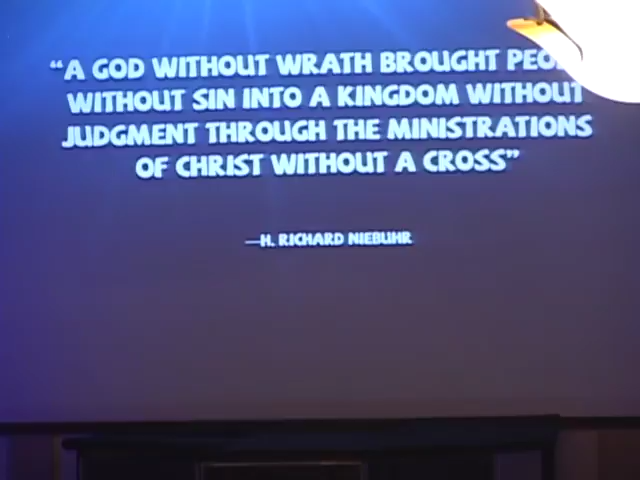 “A GOD WITHOUT WRATH BROUGHT
WITHOUT SIN INTO A KINGDOM WITHOUT
JUDGMENT THROUGH THE MINISTRATIONS
OF CHRIST WITHOUT A CROSS”
—H. RICHARD NIEBUHR